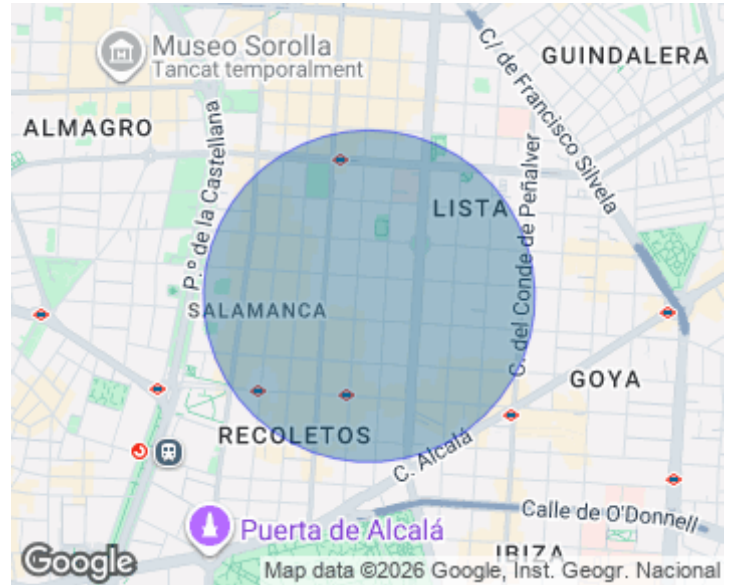 Museo Sorolla
Tancat temporalment
C/ de Francisco Silvela
GUINDALERA
ALMAGRO
P.º de la Castellana
C. del Conde de Peñalver
LISTA
SALAMANCA
GOYA
RECOLETOS
C. Alcalá
Calle de O'Donnell
Puerta de Alcalá
IBIZA
Google
Map data ©2026 Google, Inst. Geogr. Nacional